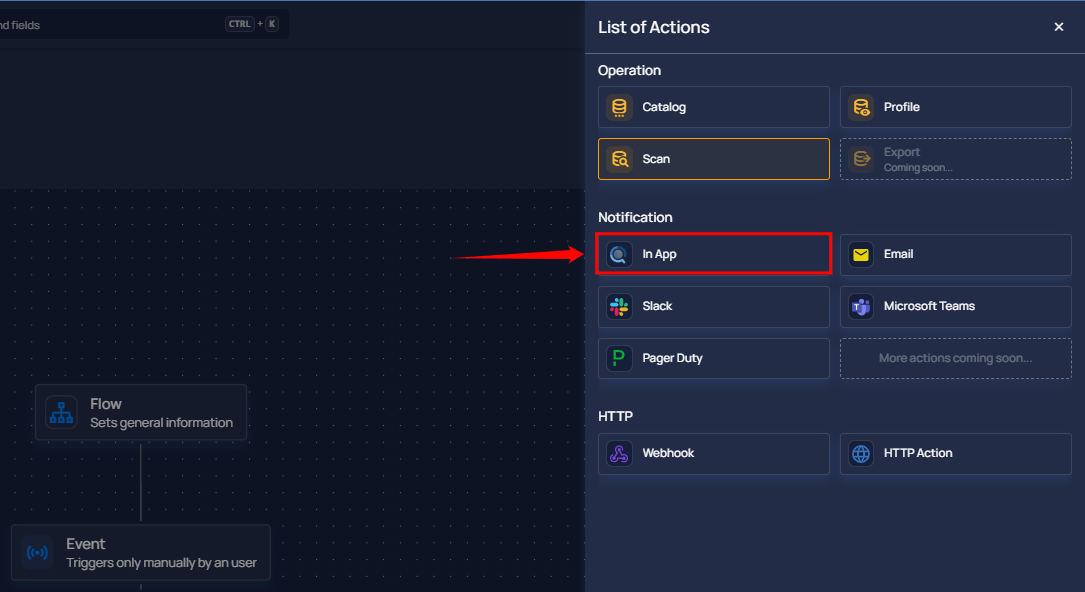 nd fields
CTRL + K
List of Actions
Operation
Catalog
Profile
Scan
Export
Coming soon...
Notification
In App
Email
Slack
Microsoft Teams
Pager Duty
More actions coming soon...
HTTP
Webhook
HTTP Action
Flow
Sets general information
Event
Triggers only manually by an user